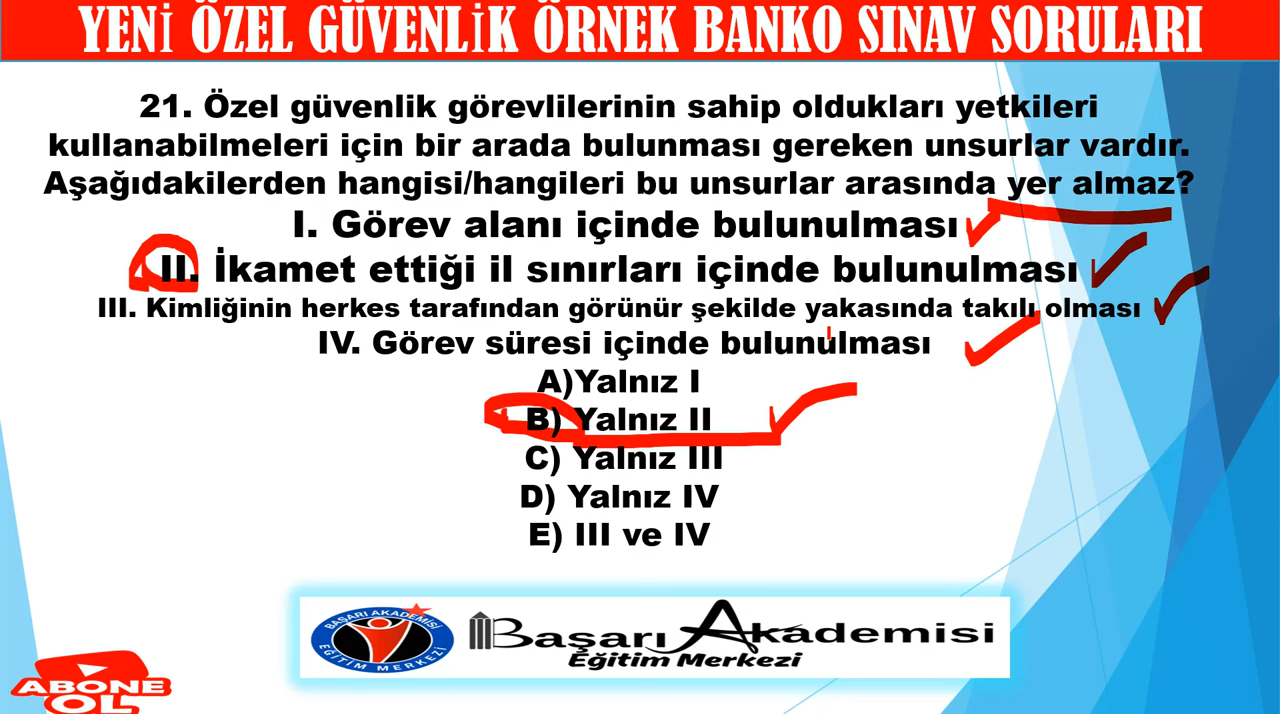 YENİ ÖZEL GÜVENLİK ÖRNEK BANKO SINAV SORULARI
21. Özel güvenlik görevlilerinin sahip oldukları yetkileri
kullanabilmeleri için bir arada bulunması gereken unsurlar vardır.
Aşağıdakilerden hangisi/hangileri bu unsurlar arasında yer almaz?
I. Görev alanı içinde bulunulması
II. İkamet ettiği il sınırları içinde bulunulması
III. Kimliğinin herkes tarafından görünür şekilde yakasında takılı olması
IV. Görev süresi içinde bulunulması
A)Yalnız I
B) Yalnız II
C) Yalnız III
D) Yalnız IV
E) III ve IV
BAŞARI AKADEMİSİ
EĞİTİM MERKEZİ
Başarı Akademisi
Eğitim Merkezi
ABONE
OL